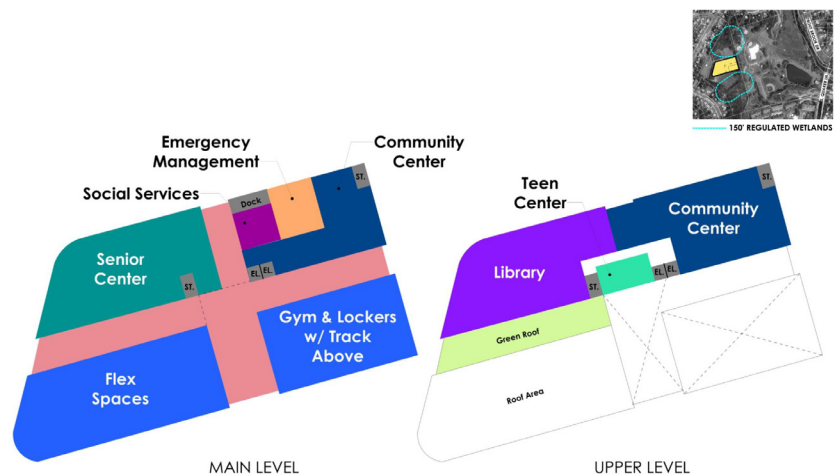 150' REGULATED WETLANDS
Emergency
Management
Community
Center
Social Services
Dock
ST.
Senior
Center
ST.
EL.
EL.
Gym & Lockers
w/ Track
Above
Flex
Spaces
MAIN LEVEL
Teen
Center
ST.
Community
Center
Library
ST.
EL.
EL.
Green Roof
Roof Area
UPPER LEVEL